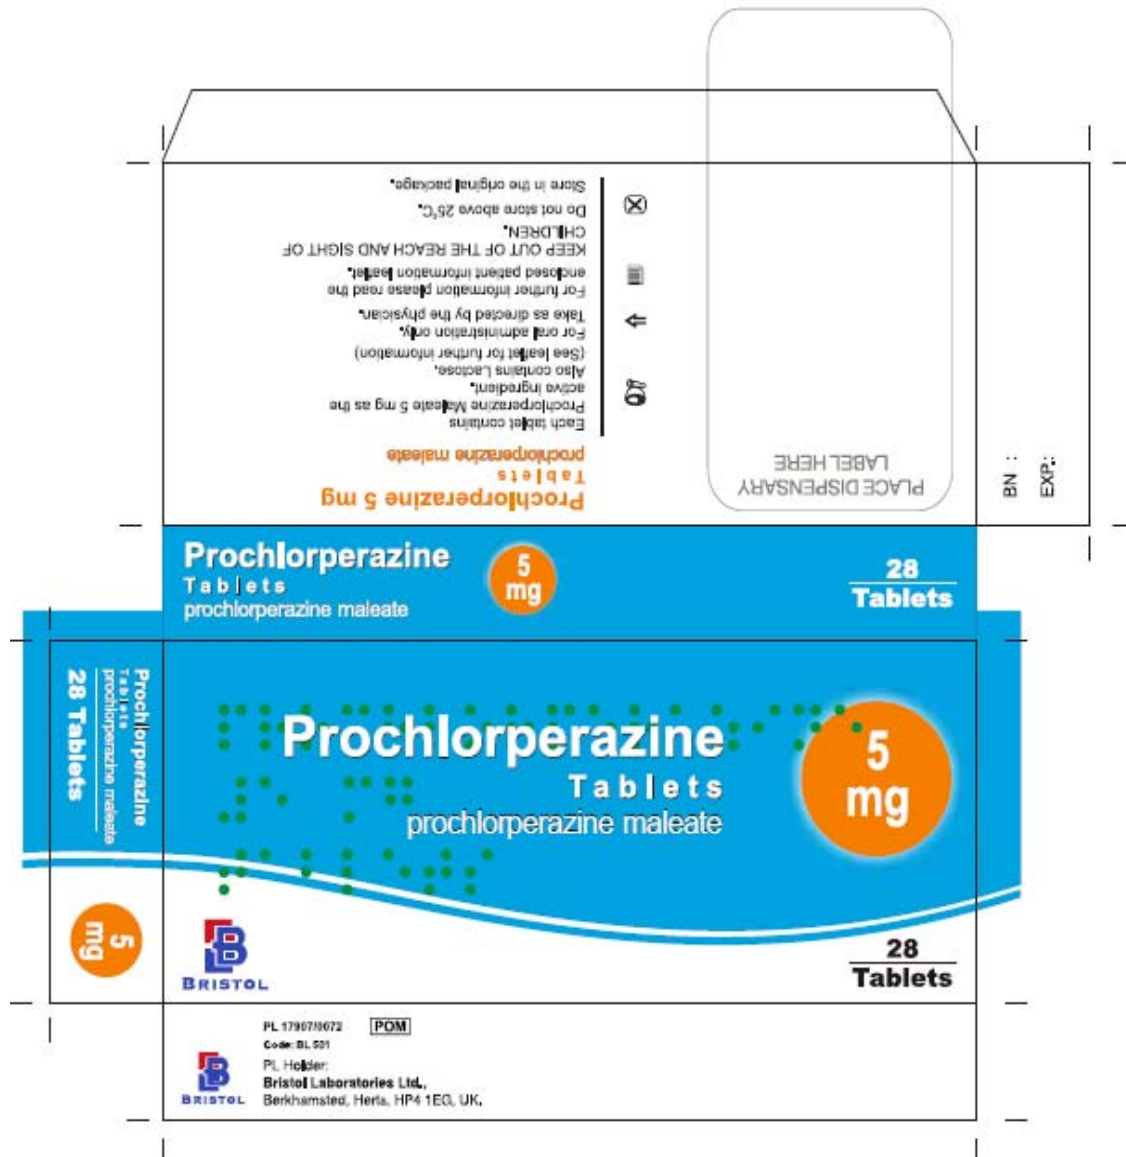 Prochlorperazine 5 mg
Tablets
prochlorperazine maleate
Each tablet contains
Prochlorperazine Maleate 5 mg as the
active ingredient.
Also contains Lactose.
(See leaflet for further information)
For oral administration only.
Take as directed by the physician.
For further information please read the
enclosed patient information leaflet.
KEEP OUT OF THE REACH AND SIGHT OF
CHILDREN.
Do not store above 25°C.
Store in the original package.
PLACE DISPENSARY
LABEL HERE
BN :
EXP.:
Prochlorperazine
Tablets
prochlorperazine maleate
5
mg
28
Tablets
Prochlorperazine
Tablets
prochlorperazine maleate
28 Tablets
5
mg
Prochlorperazine
Tablets
prochlorperazine maleate
5
mg
BRISTOL
28
Tablets
PL 17907/0072 POM
Code: BL 501
PL Holder:
Bristol Laboratories Ltd.,
Berkhamsted, Herts, HP4 1EG, UK.
BRISTOL